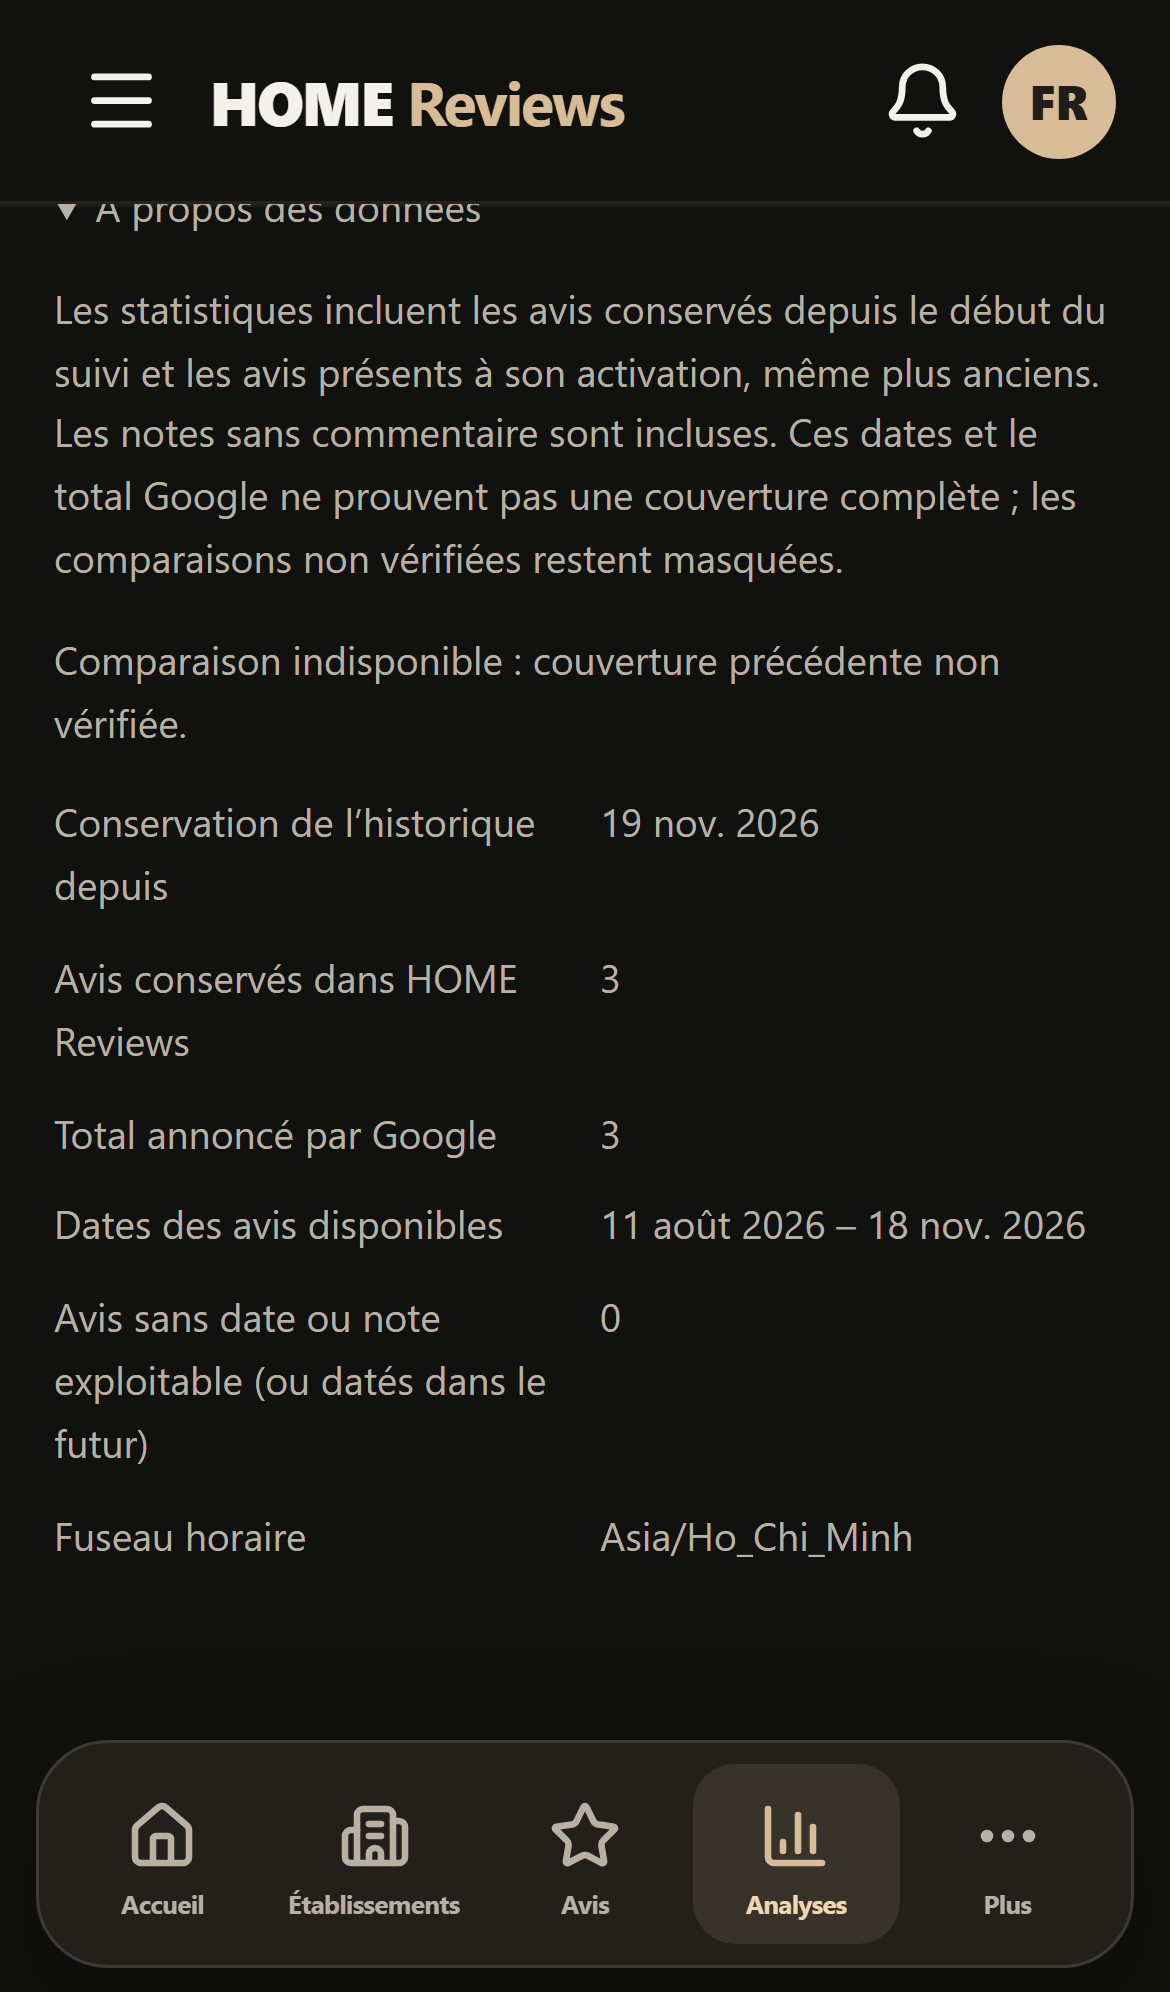 HOME Reviews
FR
▼ À propos des données
Les statistiques incluent les avis conservés depuis le début du
suivi et les avis présents à son activation, même plus anciens.
Les notes sans commentaire sont incluses. Ces dates et le
total Google ne prouvent pas une couverture complète ; les
comparaisons non vérifiées restent masquées.
Comparaison indisponible : couverture précédente non
vérifiée.
Conservation de l’historique
depuis
19 nov. 2026
Avis conservés dans HOME
Reviews
3
Total annoncé par Google
3
Dates des avis disponibles
11 août 2026 – 18 nov. 2026
Avis sans date ou note
exploitable (ou datés dans le
futur)
0
Fuseau horaire
Asia/Ho_Chi_Minh
Accueil
Établissements
Avis
Analyses
Plus